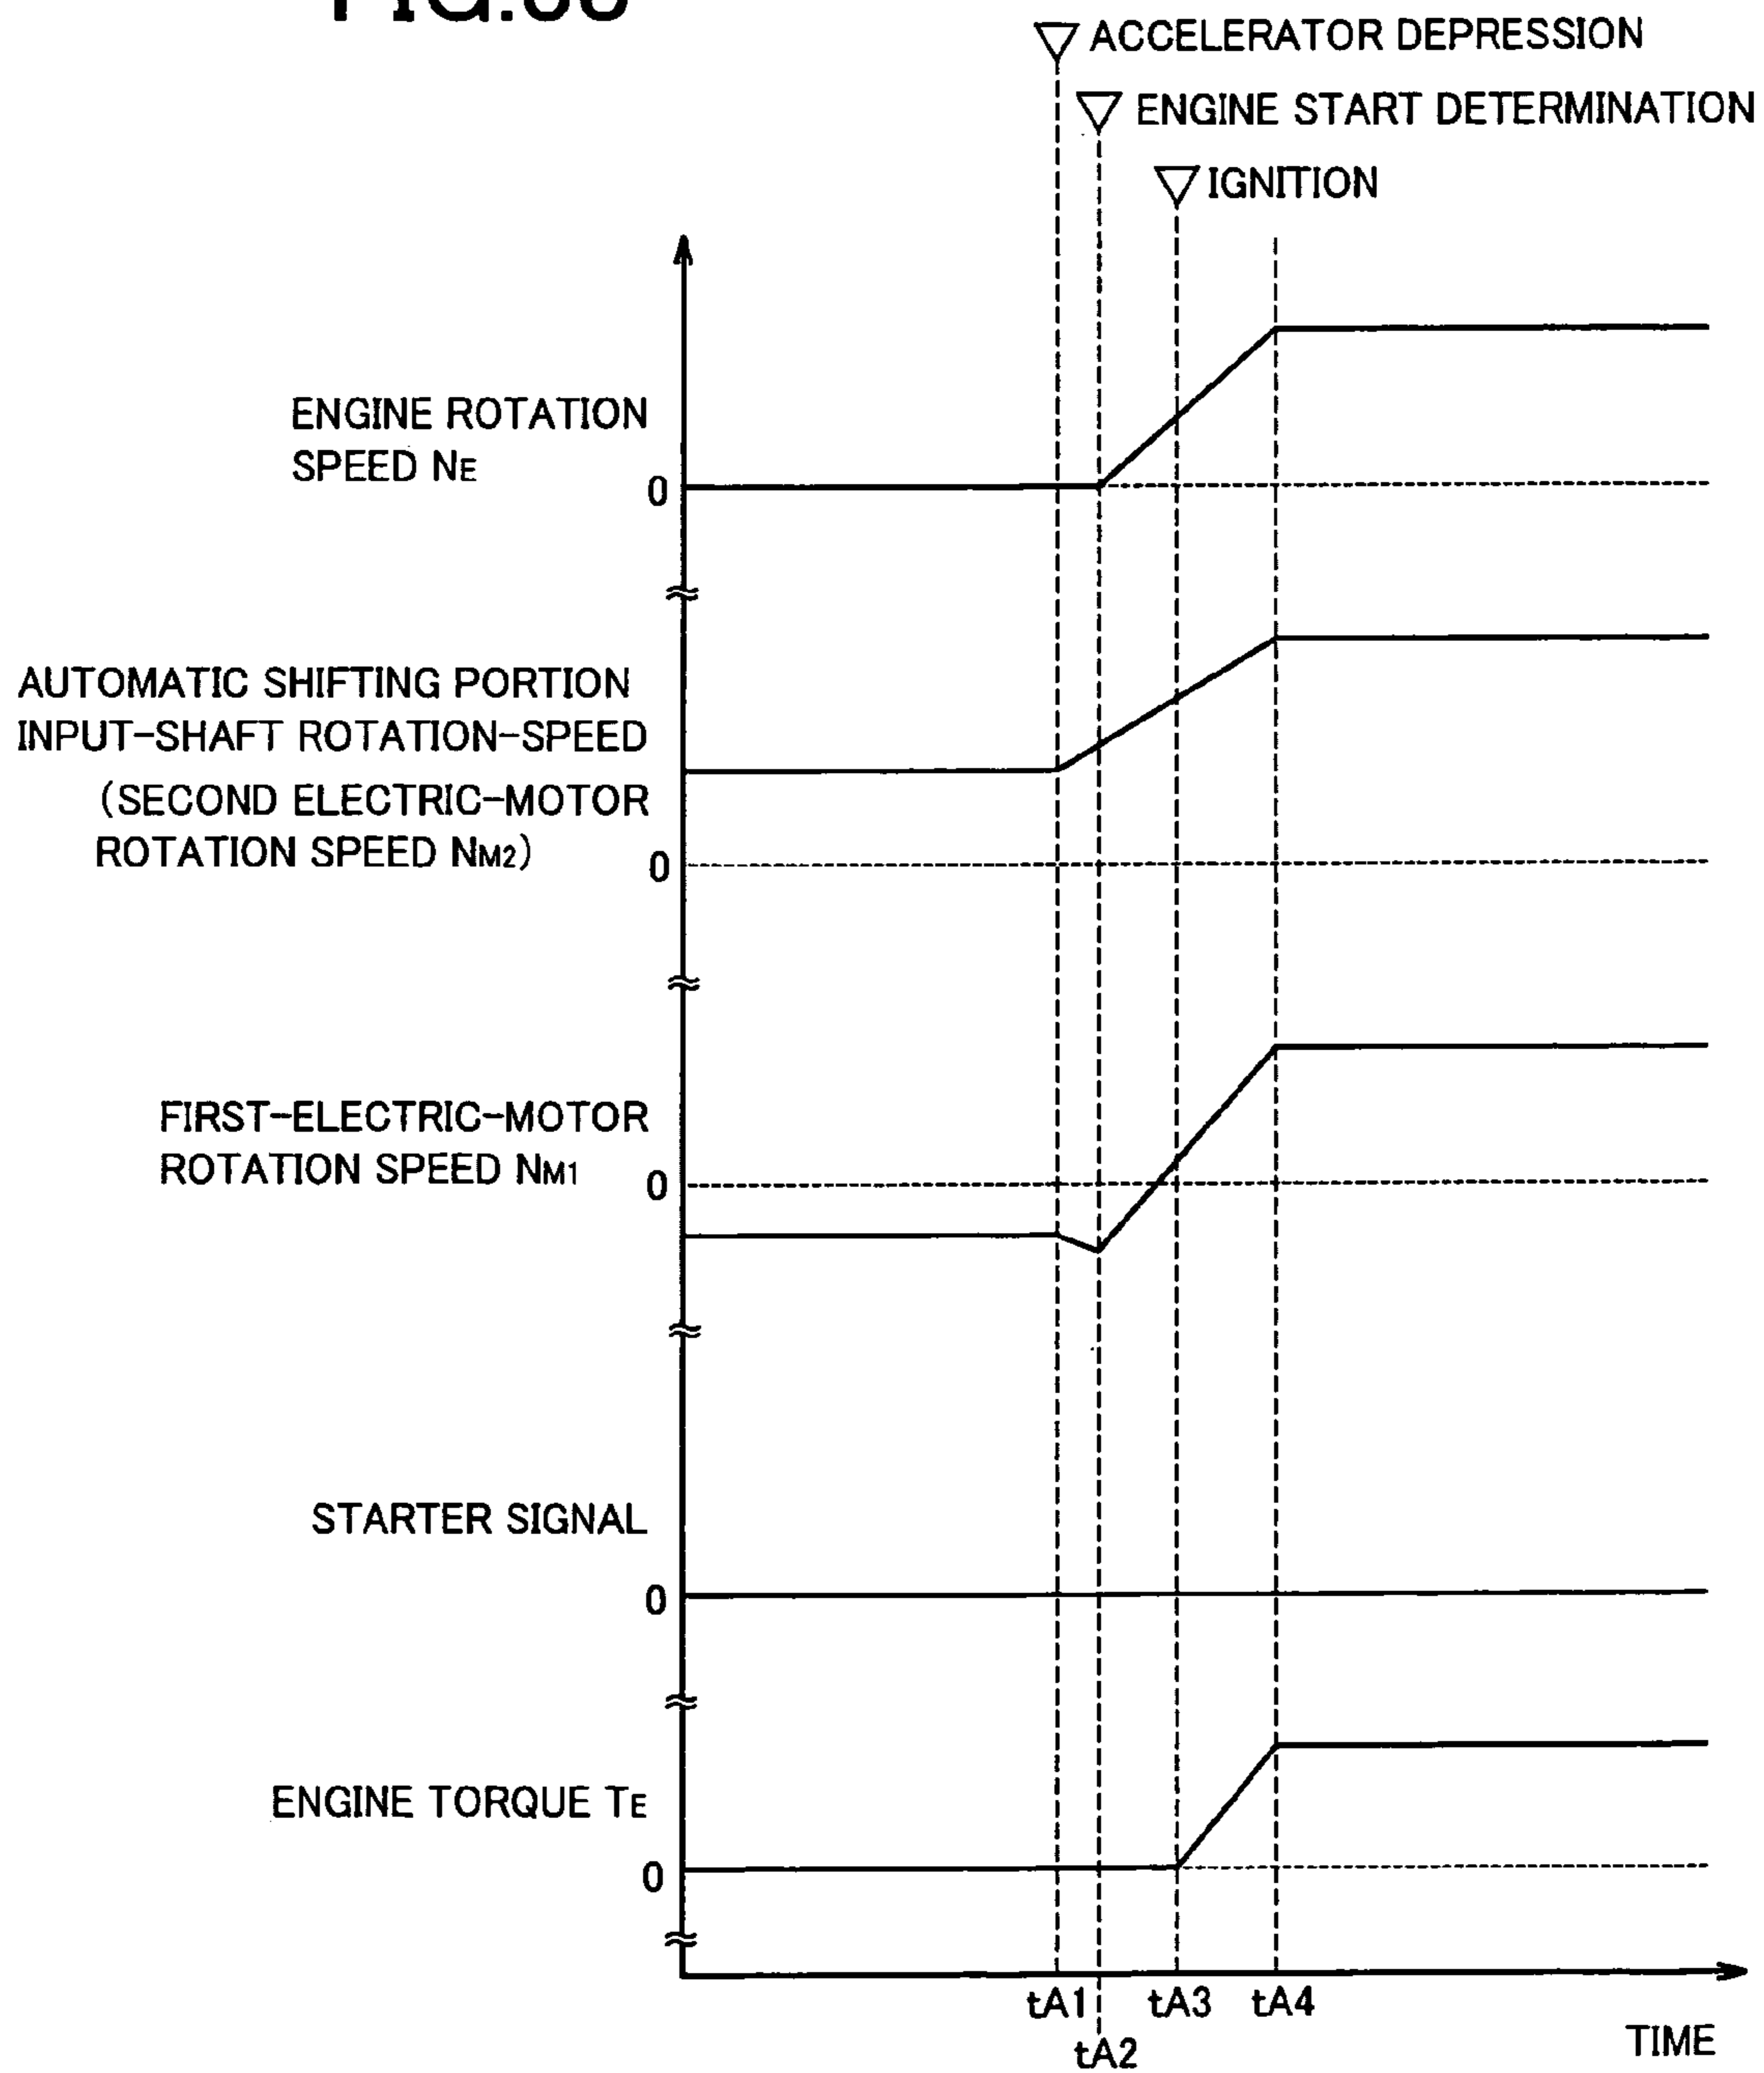 ACCELERATOR DEPRESSION
ENGINE START DETERMINATION
IGNITION
ENGINE ROTATION
SPEED NE
0
AUTOMATIC SHIFTING PORTION
INPUT-SHAFT ROTATION-SPEED
(SECOND ELECTRIC-MOTOR
ROTATION SPEED NM2)
0
FIRST-ELECTRIC-MOTOR
ROTATION SPEED NM1
0
STARTER SIGNAL
0
ENGINE TORQUE TE
0
tA1
tA3
tA4
tA2
TIME